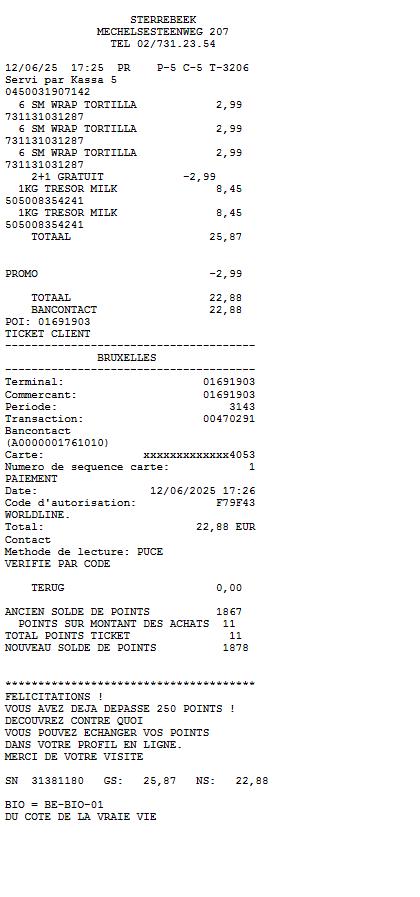 STERREBEEK
MECHELSESTEENWEG 207
TEL 02/731.23.54
12/06/25 17:25 PR P-5 C-5 T-3206
Servi par Kassa 5
0450031907142
6 SM WRAP TORTILLA 2,99
731131031287
6 SM WRAP TORTILLA 2,99
731131031287
6 SM WRAP TORTILLA 2,99
731131031287
2+1 GRATUIT -2,99
1KG TRESOR MILK 8,45
505008354241
1KG TRESOR MILK 8,45
505008354241
TOTAAL 25,87
PROMO -2,99
TOTAAL 22,88
BANCONTACT 22,88
POI: 01691903
TICKET CLIENT
--------------------------------------
BRUXELLES
--------------------------------------
Terminal: 01691903
Commercant: 01691903
Periode: 3143
Transaction: 00470291
Bancontact
(A0000001761010)
Carte: xxxxxxxxxxxxx4053
Numero de sequence carte: 1
PAIEMENT
Date: 12/06/2025 17:26
Code d'autorisation: F79F43
WORLDLINE.
Total: 22,88 EUR
Contact
Methode de lecture: PUCE
VERIFIE PAR CODE
TERUG 0,00
ANCIEN SOLDE DE POINTS 1867
POINTS SUR MONTANT DES ACHATS 11
TOTAL POINTS TICKET 11
NOUVEAU SOLDE DE POINTS 1878
**************************************
FELICITATIONS !
VOUS AVEZ DEJA DEPASSE 250 POINTS !
DECOUVREZ CONTRE QUOI
VOUS POUVEZ ECHANGER VOS POINTS
DANS VOTRE PROFIL EN LIGNE.
MERCI DE VOTRE VISITE
SN 31381180 GS: 25,87 NS: 22,88
BIO = BE-BIO-01
DU COTE DE LA VRAIE VIE